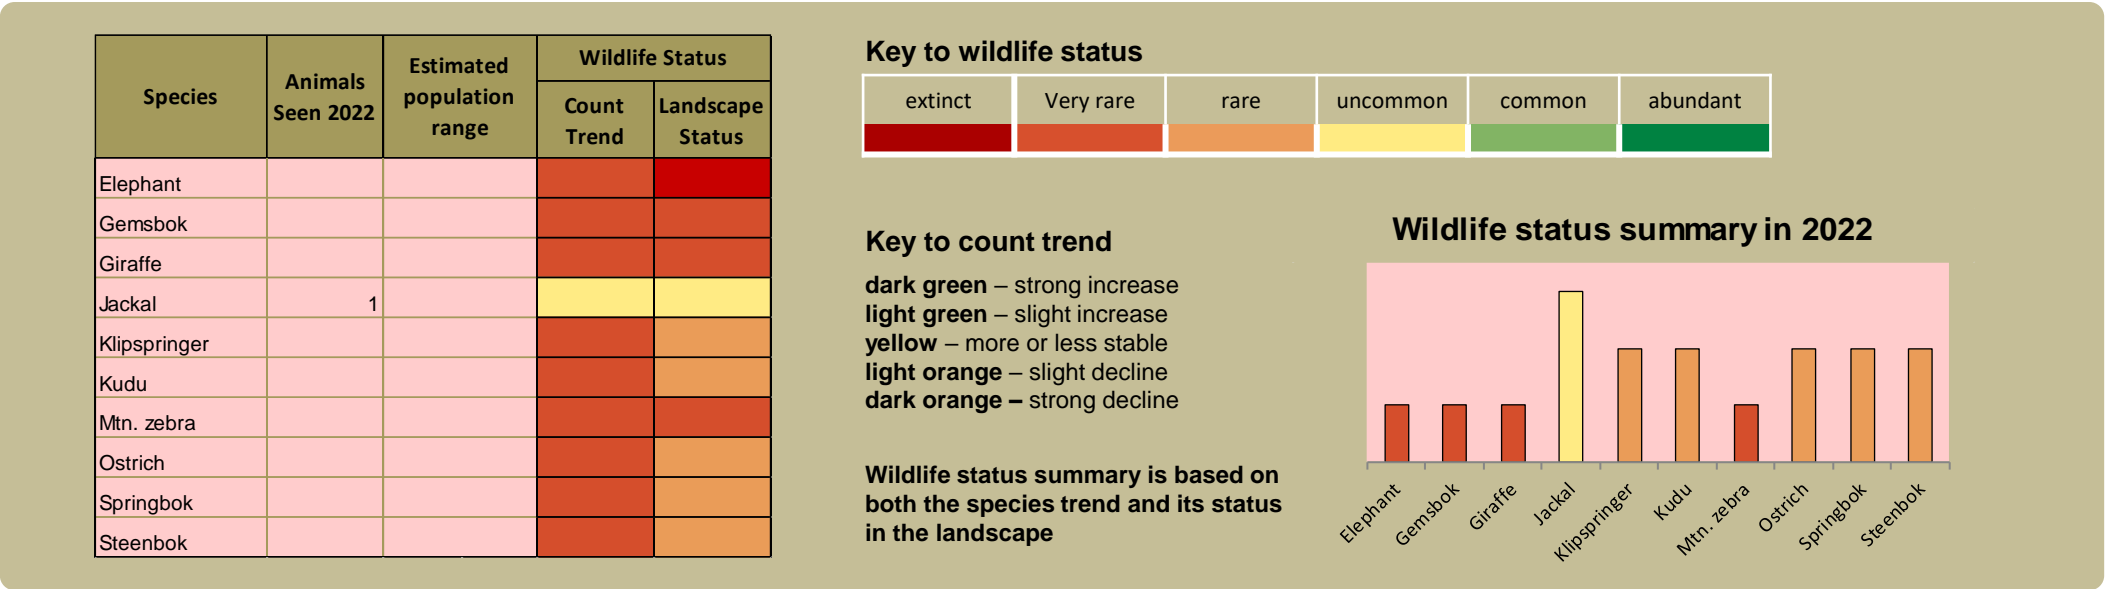 Species
Animals
Seen 2022
Estimated
population
range
Wildlife Status
Count
Trend
Landscape
Status
Elephant
Gemsbok
Giraffe
Jackal 1
Klipspringer
Kudu
Mtn. zebra
Ostrich
Springbok
Steenbok
Key to wildlife status
extinct Very rare rare uncommon common abundant
Key to count trend
dark green – strong increase
light green – slight increase
yellow – more or less stable
light orange – slight decline
dark orange – strong decline
Wildlife status summary is based on
both the species trend and its status
in the landscape
Wildlife status summary in 2022
Elephant
Gemsbok
Giraffe
Jackal
Klipspringer
Kudu
Mtn. zebra
Ostrich
Springbok
Steenbok